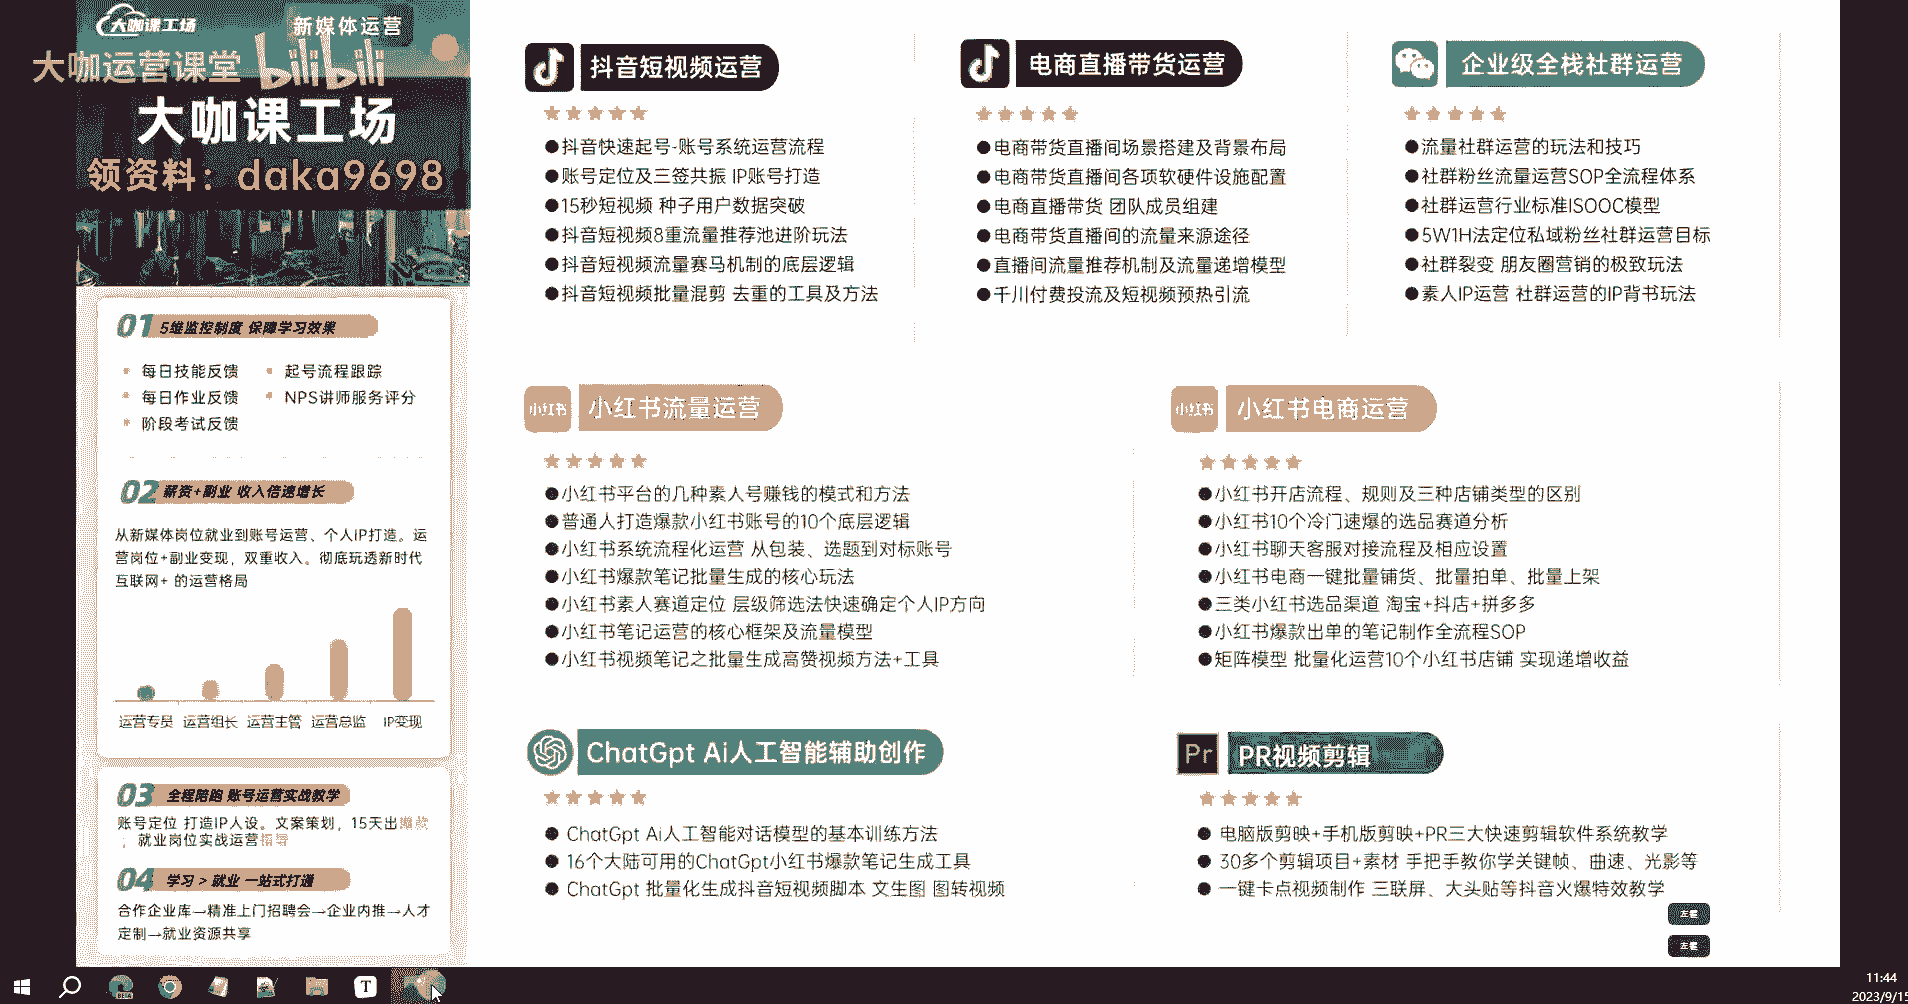 大咖课工场
新媒体运营
大咖运营课堂 bilibili
大咖课工场
领资料：daka9698
01 5维监控制度 保障学习效果
每日技能反馈
起号流程跟踪
每日作业反馈
NPS讲师服务评分
阶段考试反馈
02 薪资+副业 收入倍速增长
从新媒体岗位就业到账号运营、个人IP打造。运
营岗位+副业变现，双重收入。彻底玩透新时代
互联网+ 的运营格局
运营专员 运营组长 运营主管 运营总监 IP变现
03 全程陪跑 账号运营实战教学
账号定位 打造IP人设。文案策划，15天出爆款
，就业岗位实战运营指导
04 学习 > 就业 一站式打通
合作企业库→精准上门招聘会→企业内推→人才
定制→就业资源共享
抖音短视频运营
●抖音快速起号-账号系统运营流程
●账号定位及三签共振 IP账号打造
●15秒短视频 种子用户数据突破
●抖音短视频8重流量推荐池进阶玩法
●抖音短视频流量赛马机制的底层逻辑
●抖音短视频批量混剪 去重的工具及方法
电商直播带货运营
●电商带货直播间场景搭建及背景布局
●电商带货直播间各项软硬件设施配置
●电商直播带货 团队成员组建
●电商带货直播间的流量来源途径
●直播间流量推荐机制及流量递增模型
●千川付费投流及短视频预热引流
企业级全栈社群运营
●流量社群运营的玩法和技巧
●社群粉丝流量运营SOP全流程体系
●社群运营行业标准ISOOC模型
●5W1H法定位私域粉丝社群运营目标
●社群裂变 朋友圈营销的极致玩法
●素人IP运营 社群运营的IP背书玩法
小红书 小红书流量运营
●小红书平台的几种素人号赚钱的模式和方法
●普通人打造爆款小红书账号的10个底层逻辑
●小红书系统流程化运营 从包装、选题到对标账号
●小红书爆款笔记批量生成的核心玩法
●小红书素人赛道定位 层级筛选法快速确定个人IP方向
●小红书笔记运营的核心框架及流量模型
●小红书视频笔记之批量生成高赞视频方法+工具
小红书 小红书电商运营
●小红书开店流程、规则及三种店铺类型的区别
●小红书10个冷门速爆的选品赛道分析
●小红书聊天客服对接流程及相应设置
●小红书电商一键批量铺货、批量拍单、批量上架
●三类小红书选品渠道 淘宝+抖店+拼多多
●小红书爆款出单的笔记制作全流程SOP
●矩阵模型 批量化运营10个小红书店铺 实现递增收益
ChatGpt Ai人工智能辅助创作
● ChatGpt Ai人工智能对话模型的基本训练方法
● 16个大陆可用的ChatGpt小红书爆款笔记生成工具
● ChatGpt 批量化生成抖音短视频脚本 文生图 图转视频
Pr PR视频剪辑
● 电脑版剪映+手机版剪映+PR三大快速剪辑软件系统教学
● 30多个剪辑项目+素材 手把手教你学关键帧、曲速、光影等
● 一键卡点视频制作 三联屏、大头贴等抖音火爆特效教学
左键
左键
BETA
T
11:44
2023/9/15